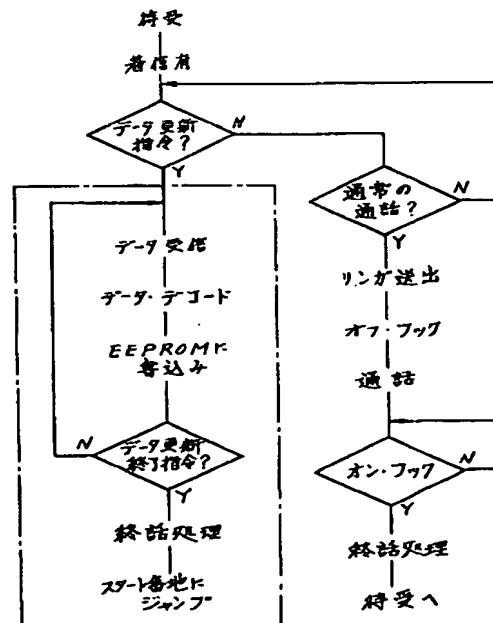 待受
着信有
データ更新
指令?
N
Y
通常の
通話?
N
Y
データ受信
データ・デコード
EEPROMに
書込み
リンガ送出
オフ・フック
通話
データ更新
終了指令?
N
Y
オン・フック
N
Y
終話処理
スタート番地に
ジャンプ
終話処理
待受へ